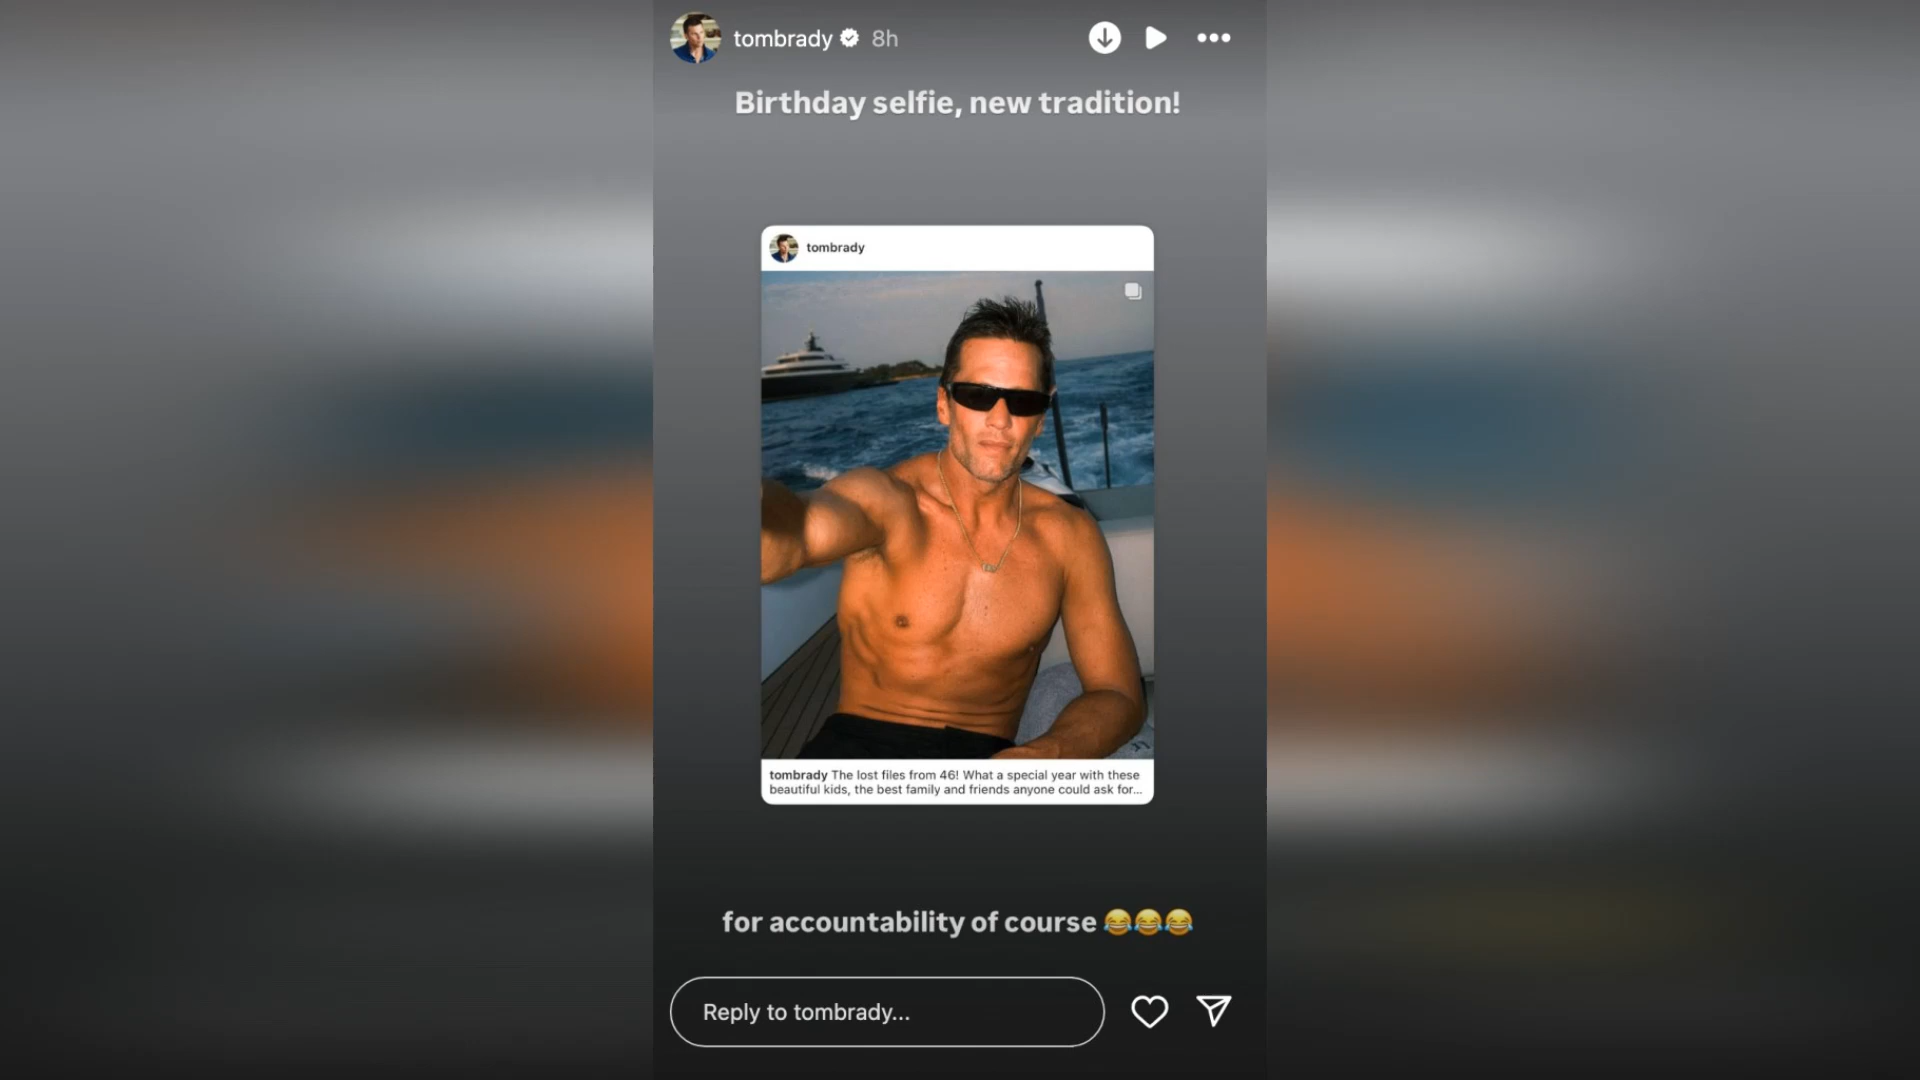 tombrady 8h
Birthday selfie, new tradition!
tombrady
tombrady The lost files from 46! What a special year with these
beautiful kids, the best family and friends anyone could ask for...
for accountability of course 😂😂😂
Reply to tombrady...